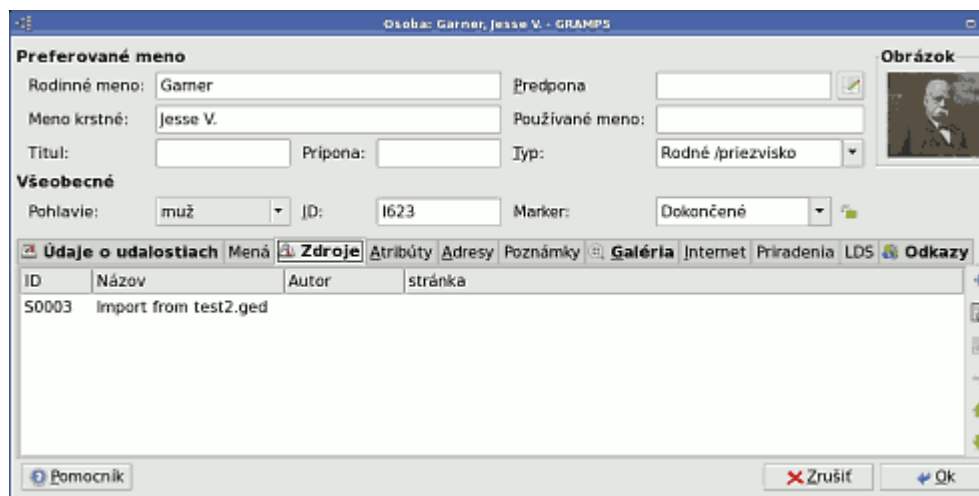 Osoba: Garner, Jesse V. - GRAMPS
Preferované meno Obrázok
Rodinné meno: Garner Predpona
Meno krstné: Jesse V. Používané meno:
Titul: Prípona: Typ: Rodné /priezvisko
Všeobecné
Pohlavie: muž ID: I623 Marker: Dokončené
Údaje o udalostiach Mená Zdroje Atribúty Adresy Poznámky Galéria Internet Priradenia LDS Odkazy
ID Názov Autor stránka
S0003 Import from test2.ged
Pomocník Zrušiť Ok